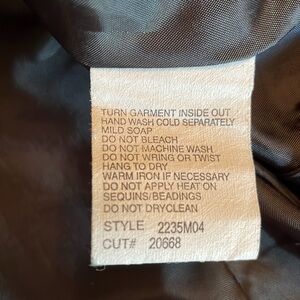 TURN GARMENT INSIDE OUT
HAND WASH COLD SEPARATELY
MILD SOAP
DO NOT BLEACH
DO NOT MACHINE WASH
DO NOT WRING OR TWIST
HANG TO DRY
WARM IRON IF NECESSARY
DO NOT APPLY HEAT ON
SEQUINS/BEADINGS
DO NOT DRYCLEAN
STYLE 2235M04
CUT# 20668